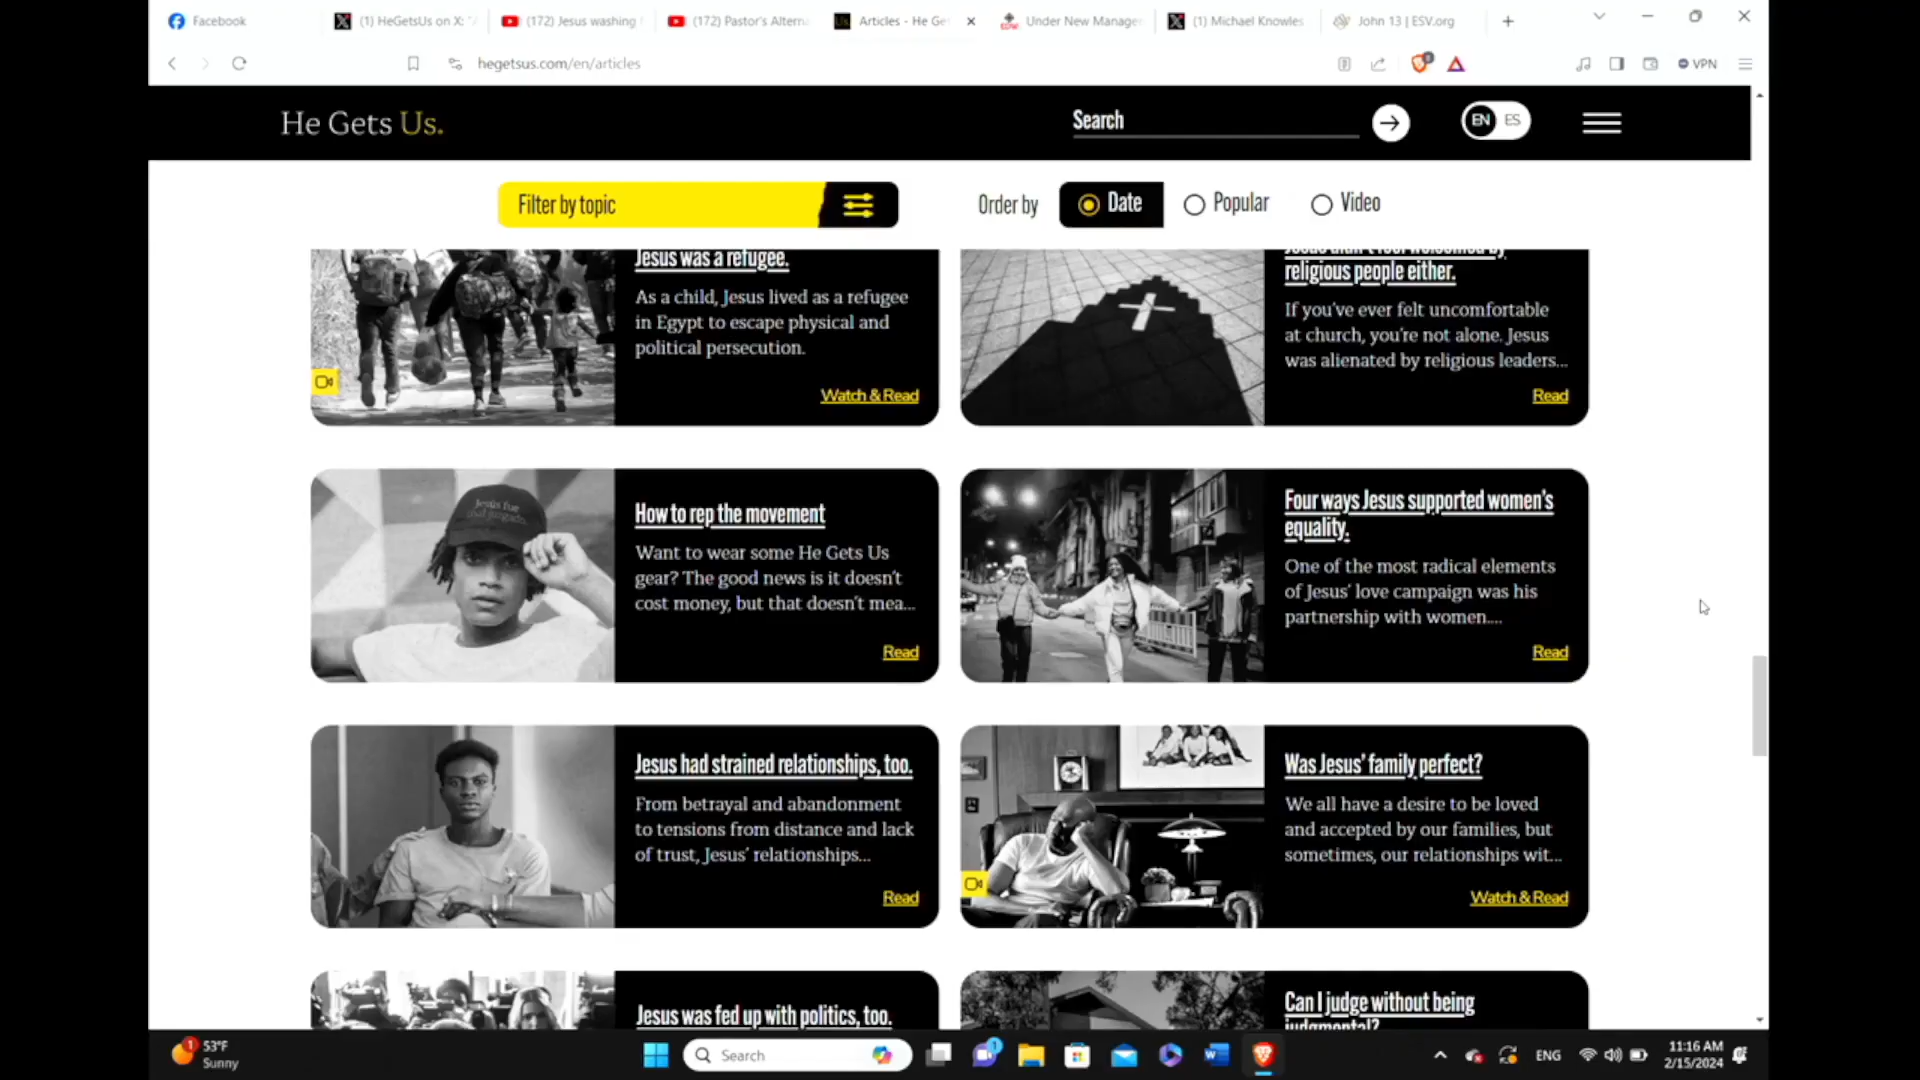 Facebook
(1) HeGetsUs on X:
(172) Jesus washing
(172) Pastor's Altern
Articles - He Ge
Under New Manage
(1) Michael Knowles
John 13 | ESV.org
hegetsus.com/en/articles
VPN
He Gets Us.
Search
EN ES
Filter by topic
Order by
Date
Popular
Video
Jesus was a refugee.
As a child, Jesus lived as a refugee
in Egypt to escape physical and
political persecution.
Watch & Read
religious people either.
If you've ever felt uncomfortable
at church, you're not alone. Jesus
was alienated by religious leaders...
Read
Jesús fue
How to rep the movement
Want to wear some He Gets Us
gear? The good news is it doesn't
cost money, but that doesn't mea...
Read
Four ways Jesus supported women's
equality.
One of the most radical elements
of Jesus' love campaign was his
partnership with women....
Read
Jesus had strained relationships, too.
From betrayal and abandonment
to tensions from distance and lack
of trust, Jesus' relationships...
Read
Was Jesus' family perfect?
We all have a desire to be loved
and accepted by our families, but
sometimes, our relationships wit...
Watch & Read
Jesus was fed up with politics, too.
Can I judge without being
judgmental?
1
53°F
Sunny
Search
1
ENG
11:16 AM
2/15/2024